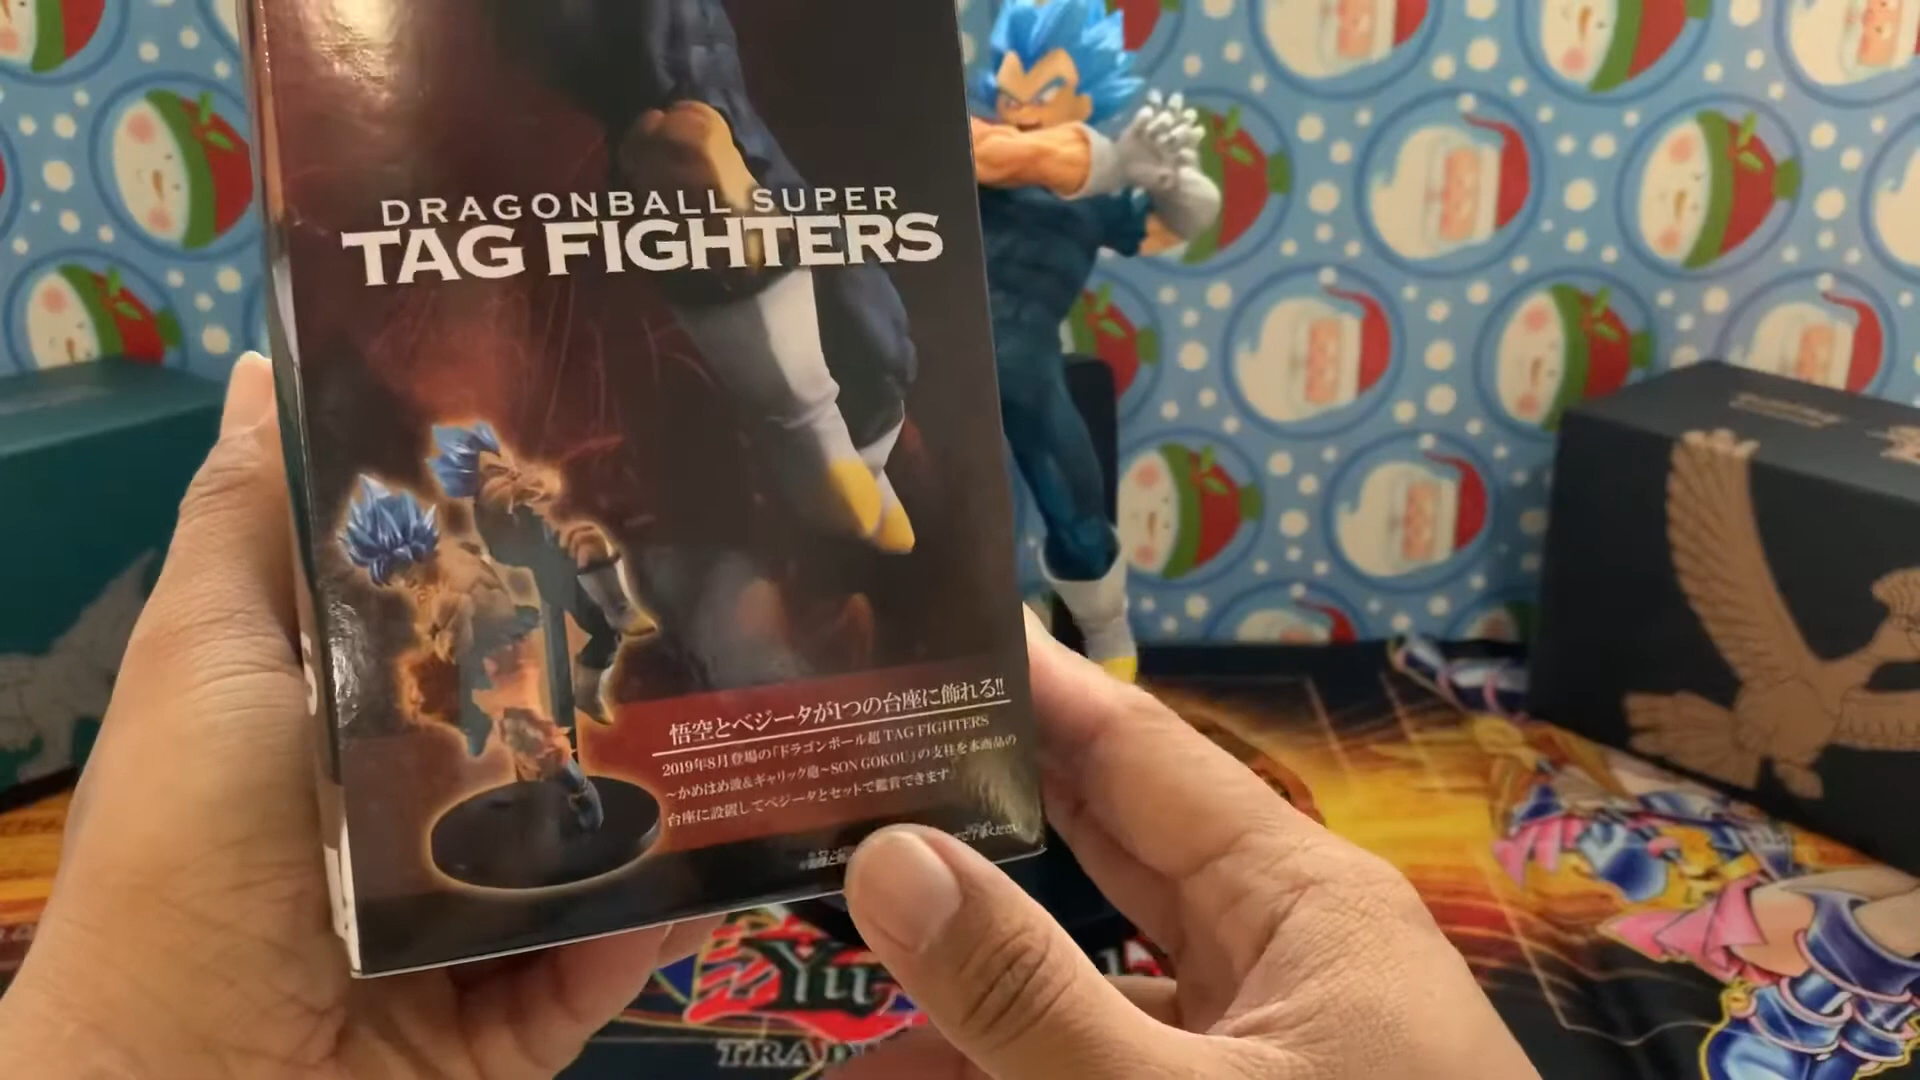 DRAGONBALL SUPER
TAG FIGHTERS
悟空とベジータが1つの台座に飾れる!!
2019年8月登場の「ドラゴンボール超 TAG FIGHTERS
～かめはめ波&ギャリック砲～SON GOKOU」の支柱を本商品の
台座に設置してベジータとセットで鑑賞できます。
Yu
TRAD